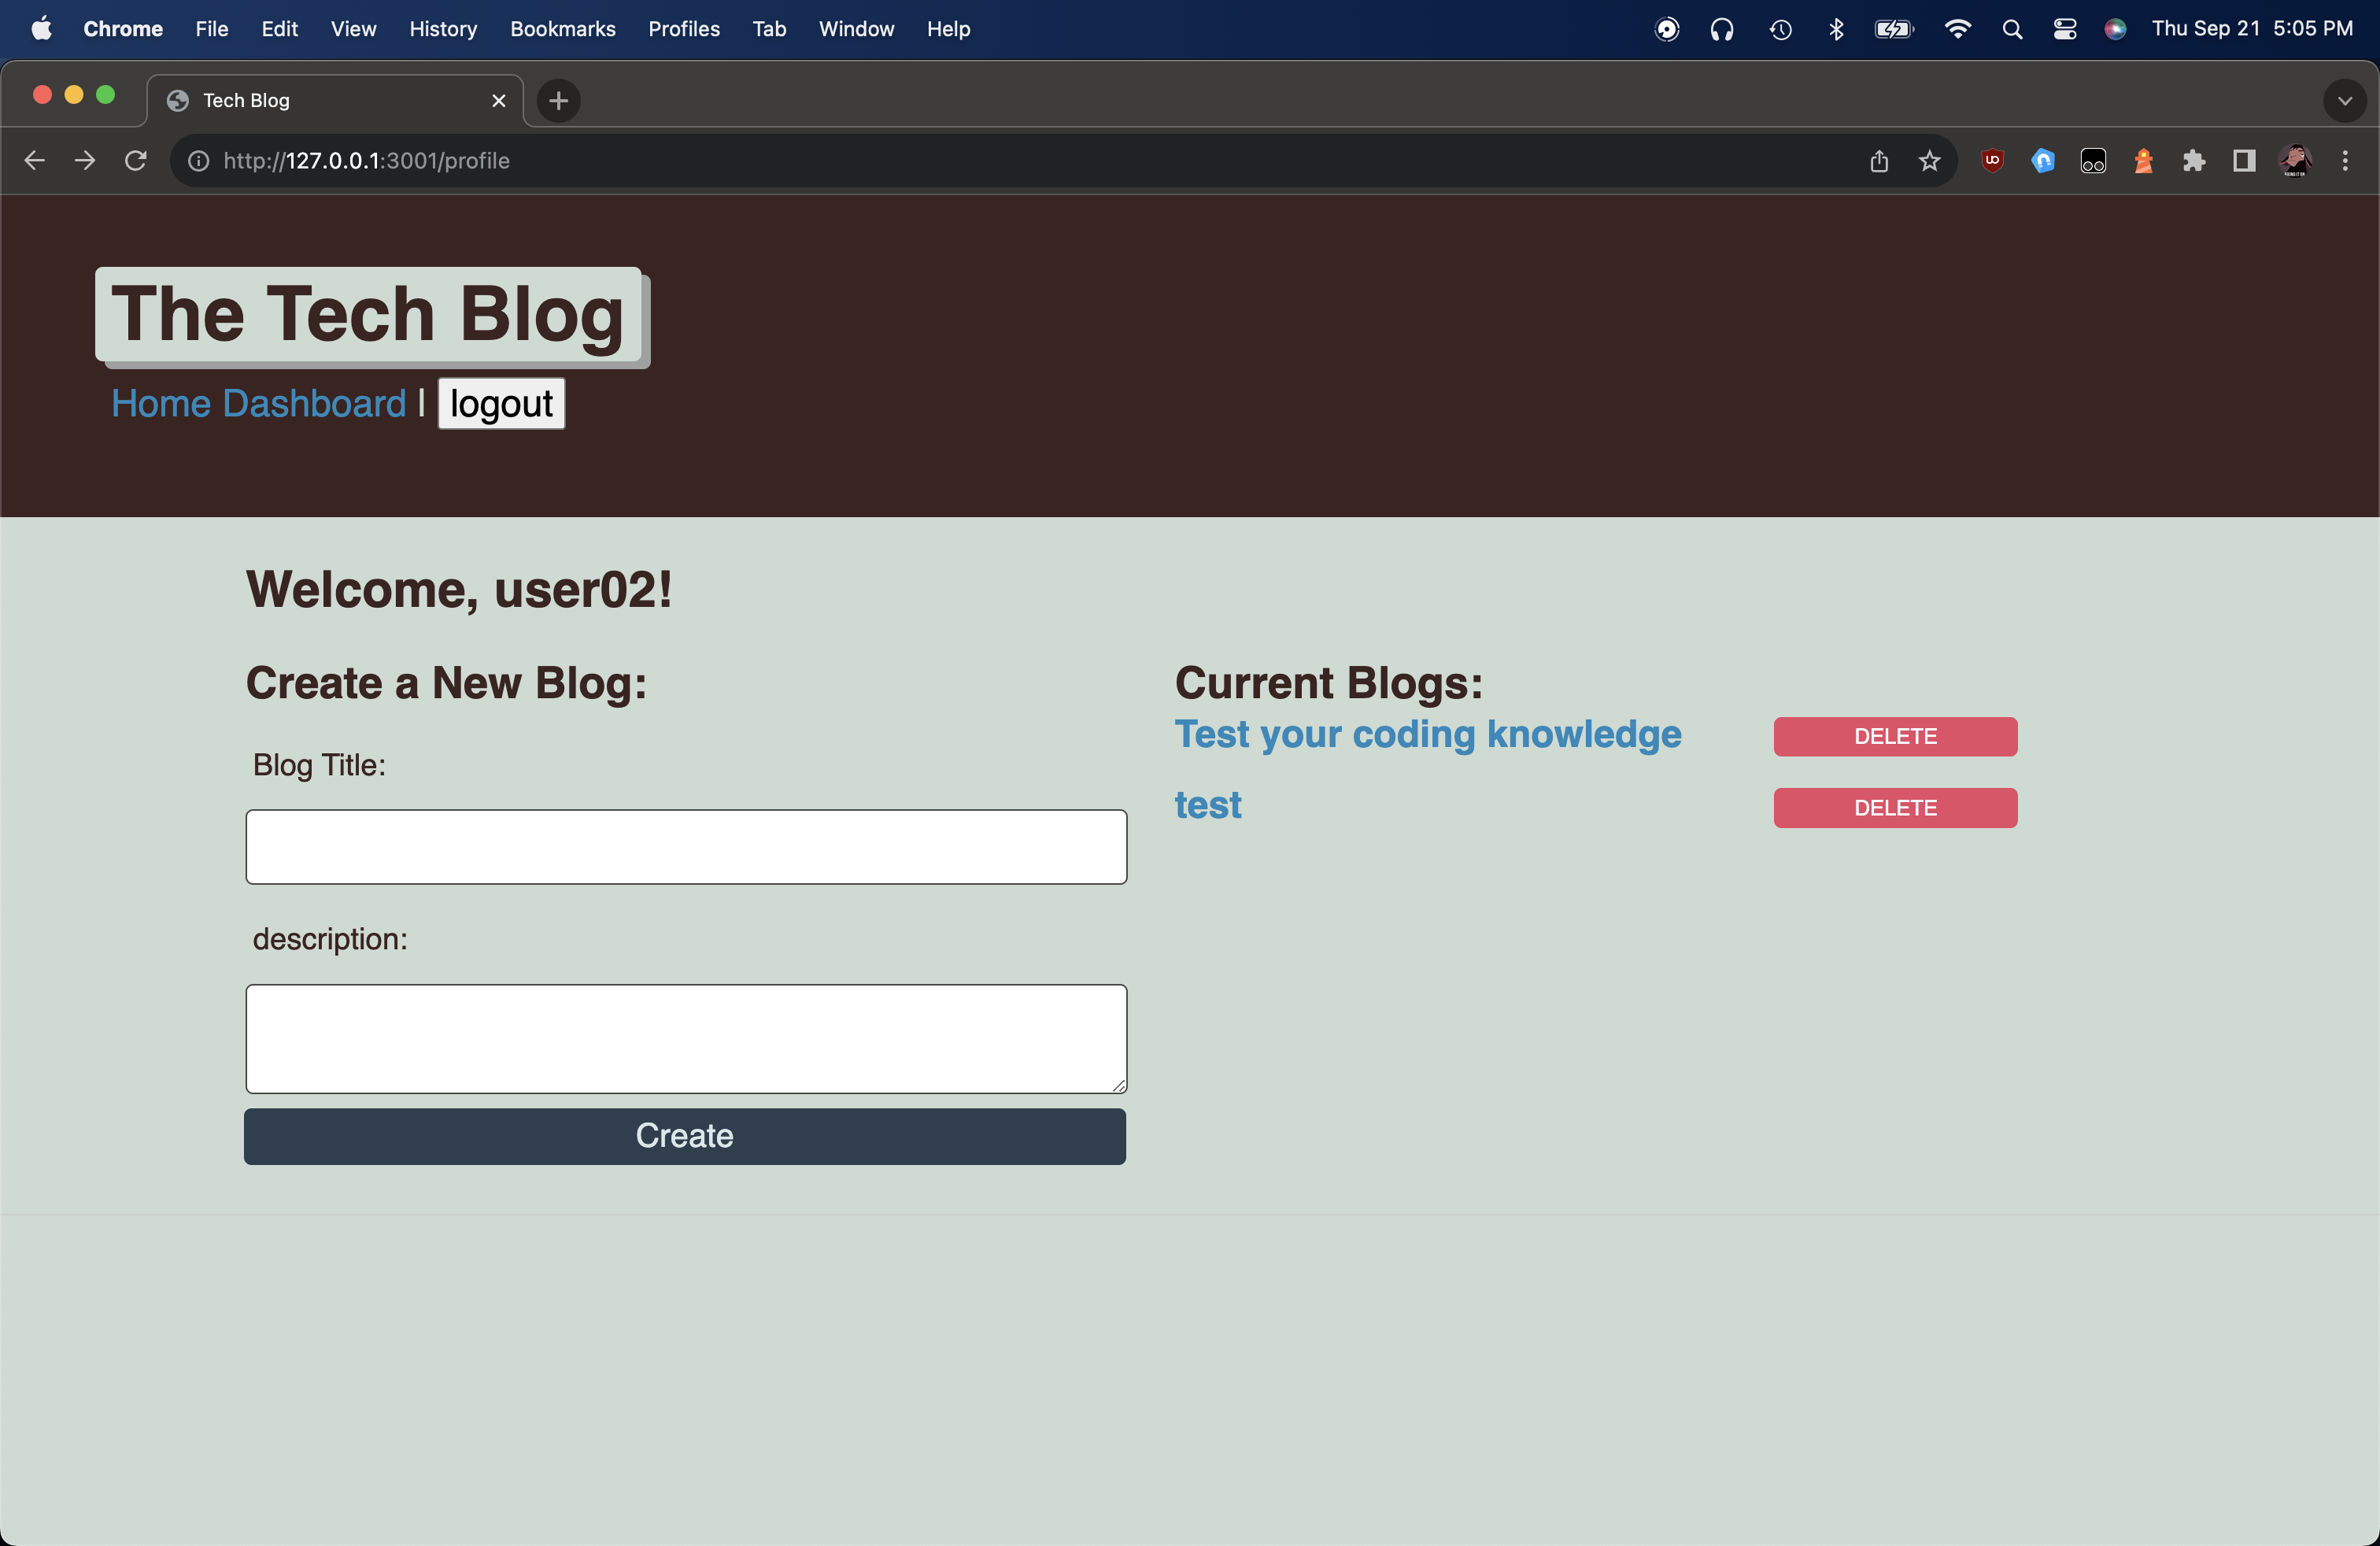 Chrome File Edit View History Bookmarks Profiles Tab Window Help Thu Sep 21 5:05 PM
Tech Blog
http://127.0.0.1:3001/profile
The Tech Blog
Home Dashboard | logout
Welcome, user02!
Create a New Blog:
Blog Title:
description:
Create
Current Blogs:
Test your coding knowledge DELETE
test DELETE